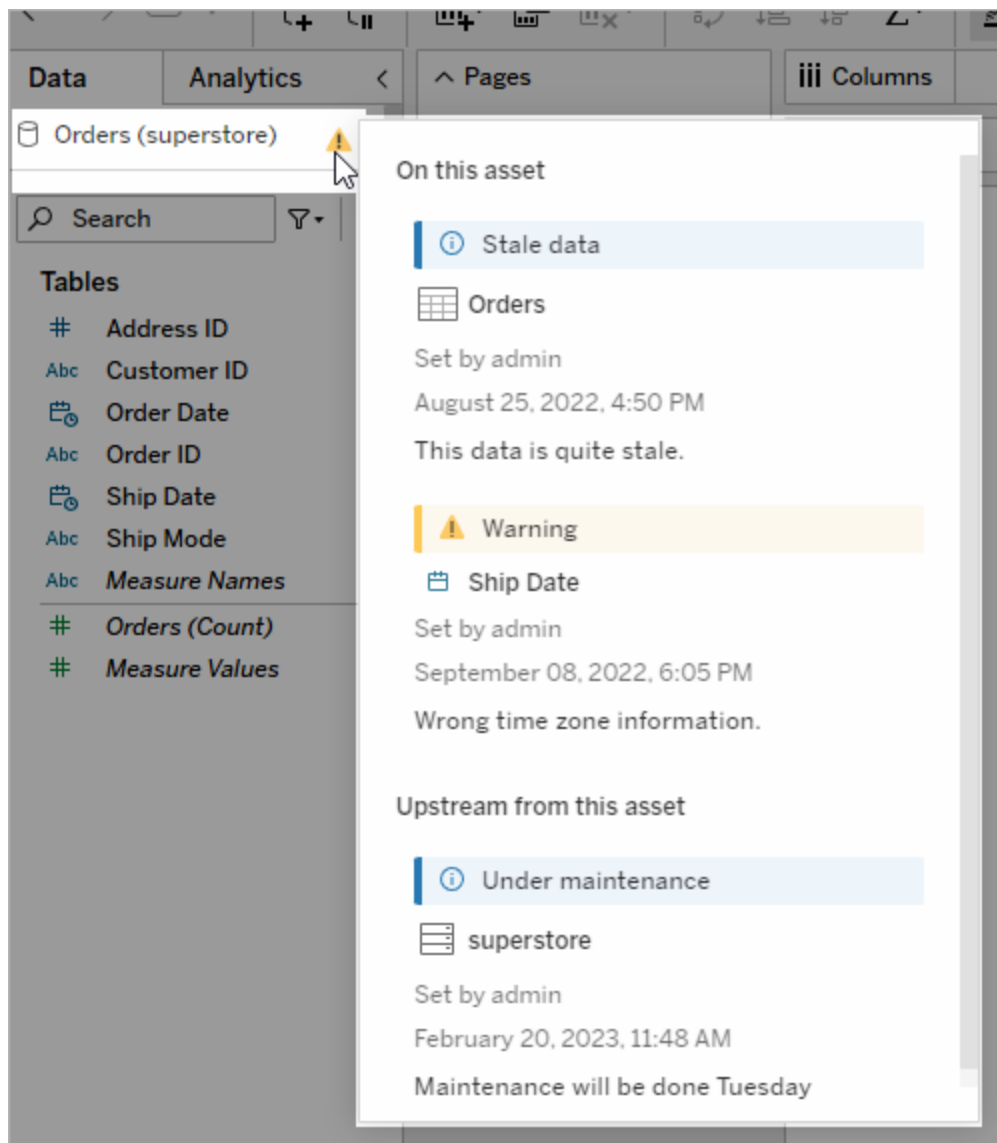 Data
Analytics
Pages
Columns
Orders (superstore)
Search
Tables
Address ID
Abc Customer ID
Order Date
Abc Order ID
Ship Date
Abc Ship Mode
Abc Measure Names
Orders (Count)
Measure Values
On this asset
Stale data
Orders
Set by admin
August 25, 2022, 4:50 PM
This data is quite stale.
Warning
Ship Date
Set by admin
September 08, 2022, 6:05 PM
Wrong time zone information.
Upstream from this asset
Under maintenance
superstore
Set by admin
February 20, 2023, 11:48 AM
Maintenance will be done Tuesday